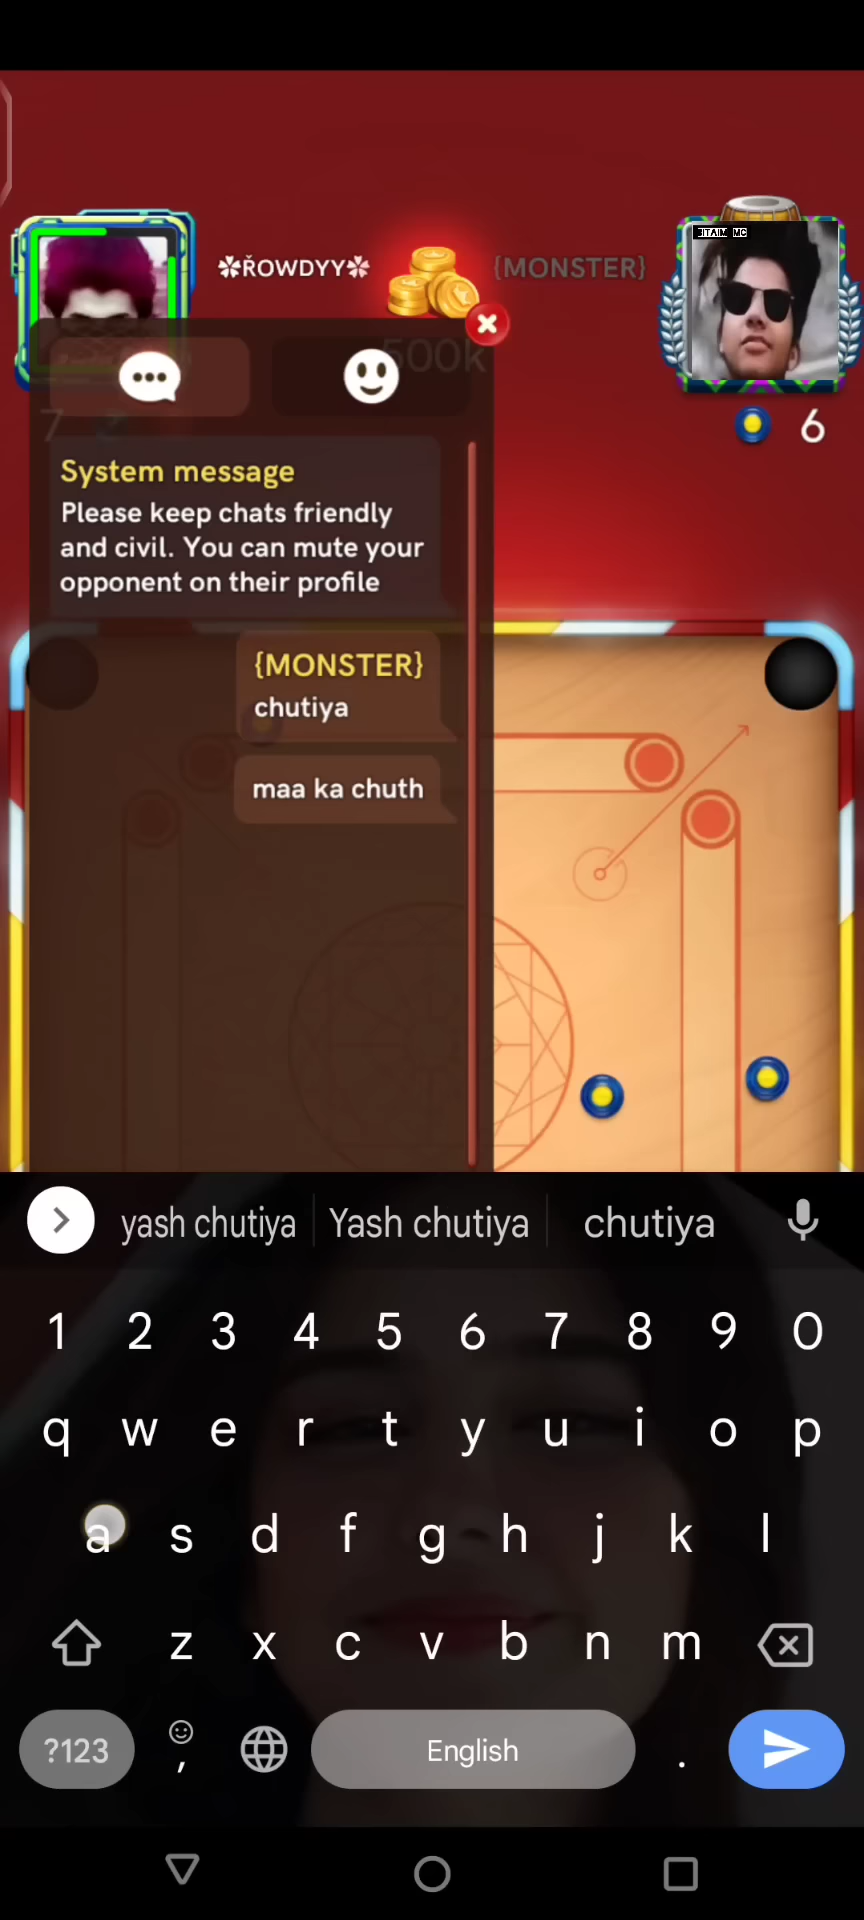 ✽ŘOWDYY✽
{MONSTER}
500k
7
6
System message
Please keep chats friendly
and civil. You can mute your
opponent on their profile
{MONSTER}
chutiya
maa ka chuth
yash chutiya Yash chutiya chutiya
1 2 3 4 5 6 7 8 9 0
q w e r t y u i o p
a s d f g h j k l
z x c v b n m
?123 , English .